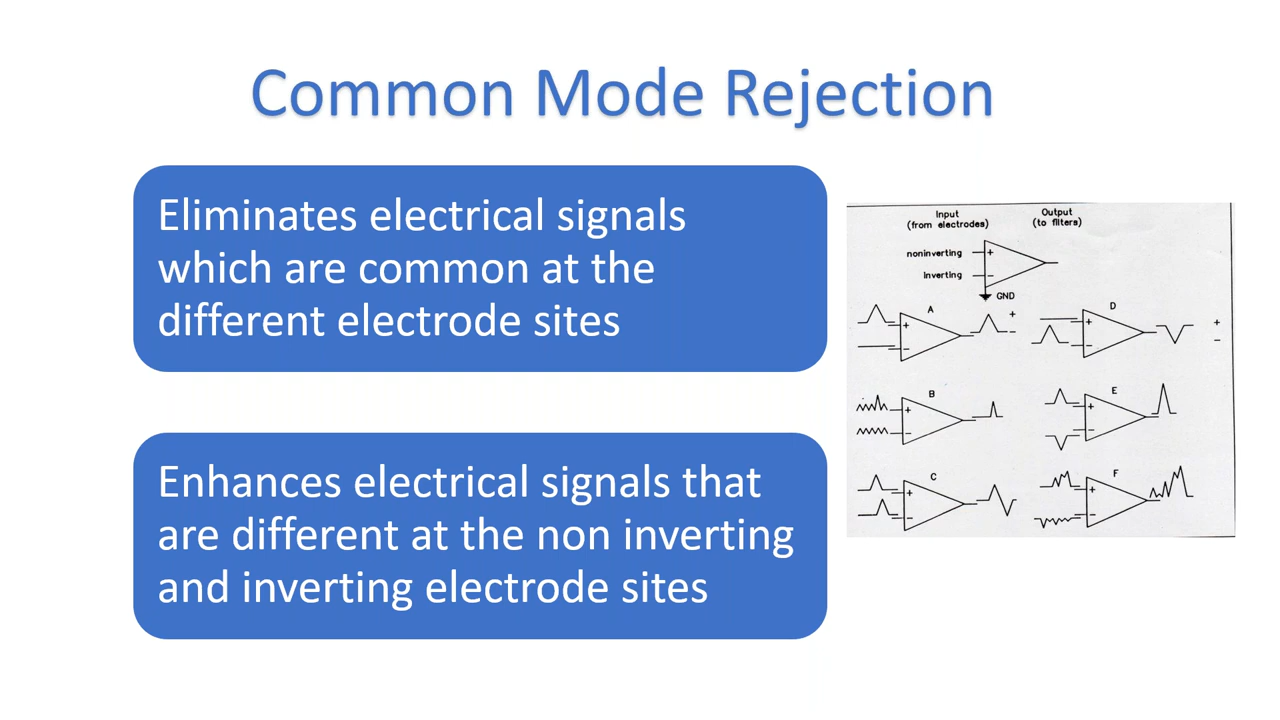 Common Mode Rejection
Eliminates electrical signals
which are common at the
different electrode sites
Enhances electrical signals that
are different at the non inverting
and inverting electrode sites
Input
(from electrodes)
Output
(to filters)
noninverting
+
inverting
-
GND
A
+
-
+
-
D
+
-
+
-
B
+
-
E
+
-
C
+
-
F
+
-